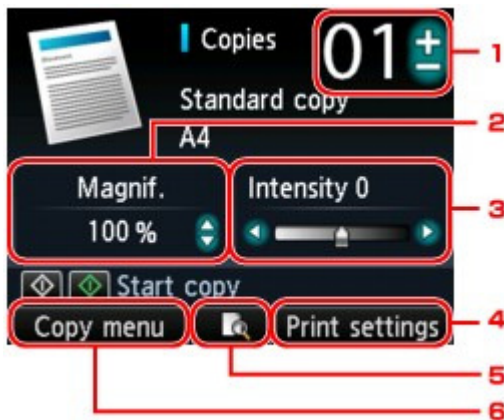 Copies
01
1
Standard copy
2
A4
Magnif.
Intensity 0
3
100 %
Start copy
Copy menu
Print settings
4
5
6